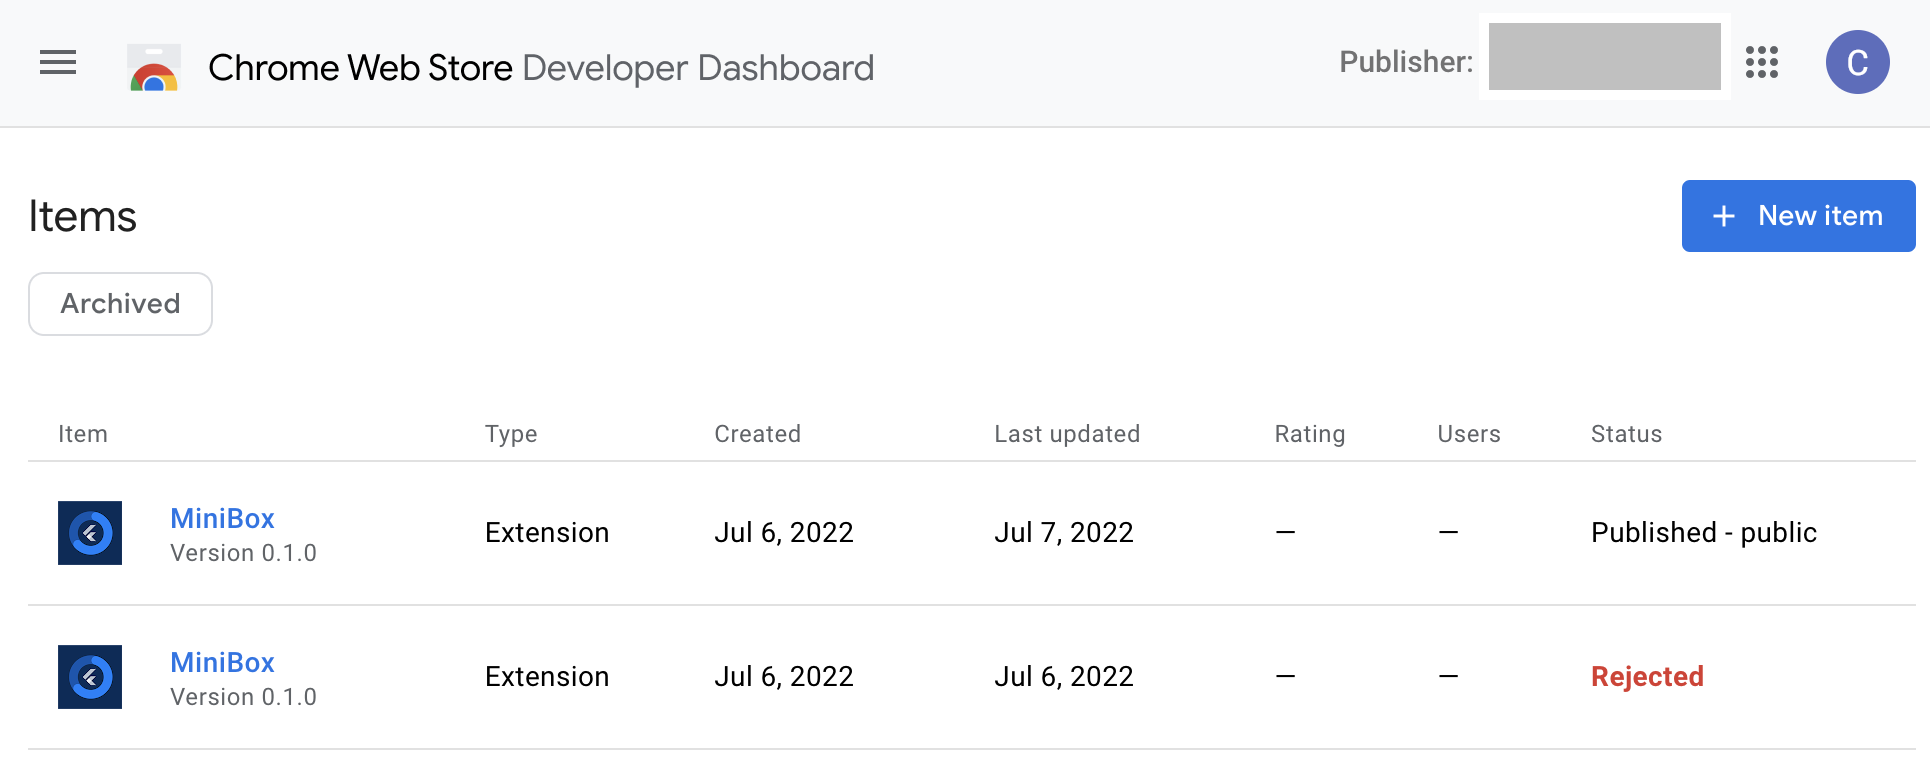 Chrome Web Store Developer Dashboard
Publisher:
C
Items
+ New item
Archived
Item Type Created Last updated Rating Users Status
MiniBox
Version 0.1.0
Extension Jul 6, 2022 Jul 7, 2022 – – Published - public
MiniBox
Version 0.1.0
Extension Jul 6, 2022 Jul 6, 2022 – – Rejected